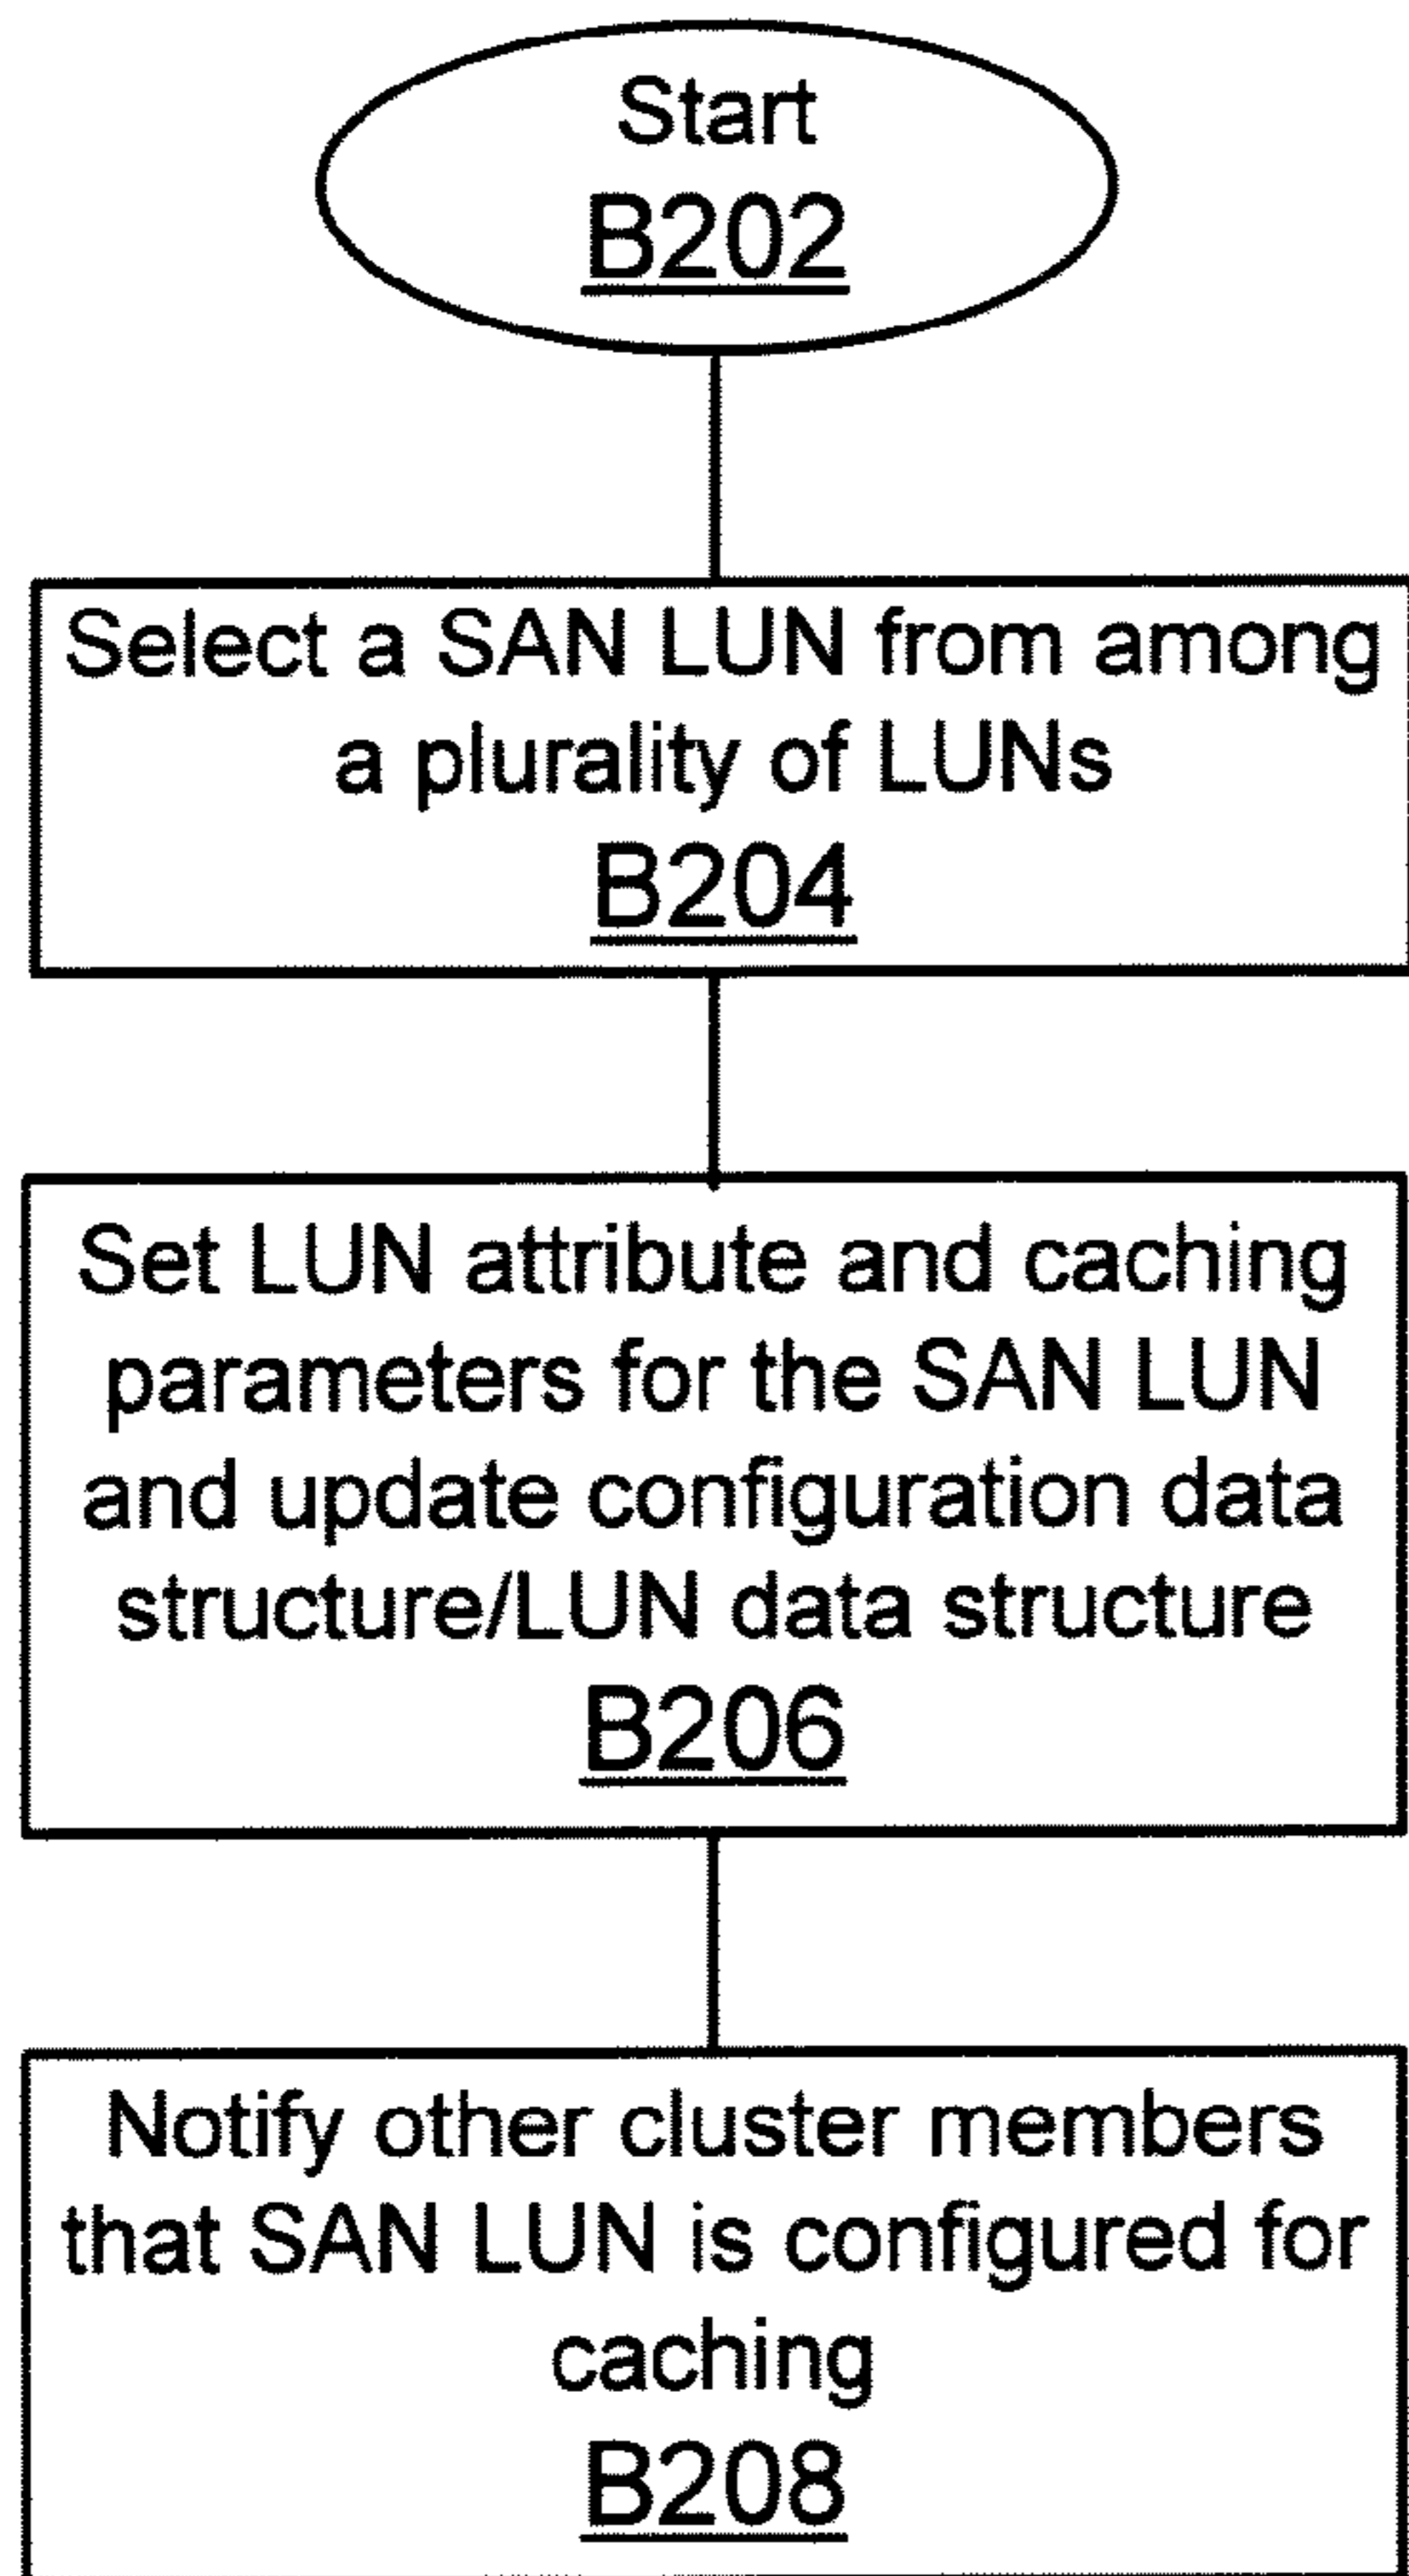 Start
B202
Select a SAN LUN from among
a plurality of LUNs
B204
Set LUN attribute and caching
parameters for the SAN LUN
and update configuration data
structure/LUN data structure
B206
Notify other cluster members
that SAN LUN is configured for
caching
B208